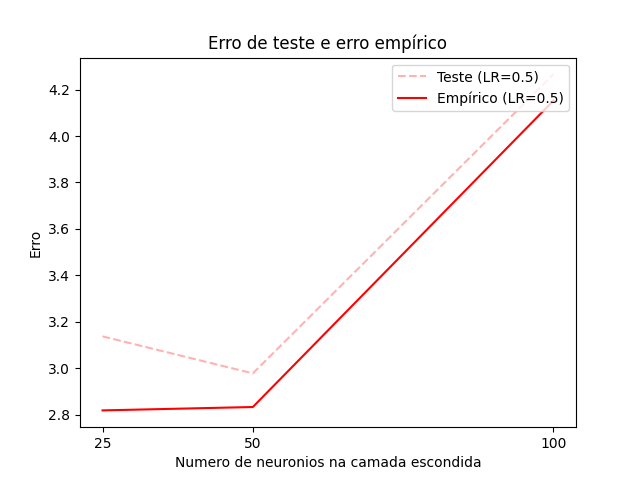 Erro de teste e erro empírico
Teste (LR=0.5)
Empírico (LR=0.5)
4.2
4.0
3.8
3.6
3.4
3.2
3.0
2.8
Erro
25 50 100
Numero de neuronios na camada escondida